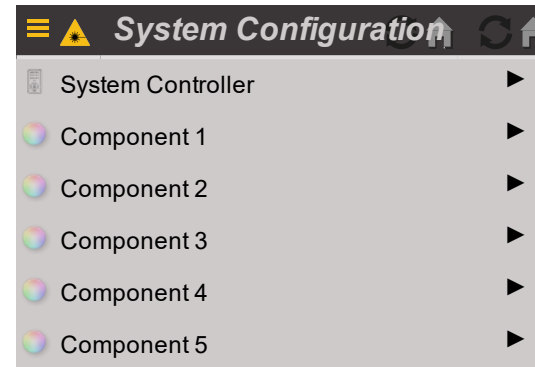 System Configuration
System Controller
Component 1
Component 2
Component 3
Component 4
Component 5